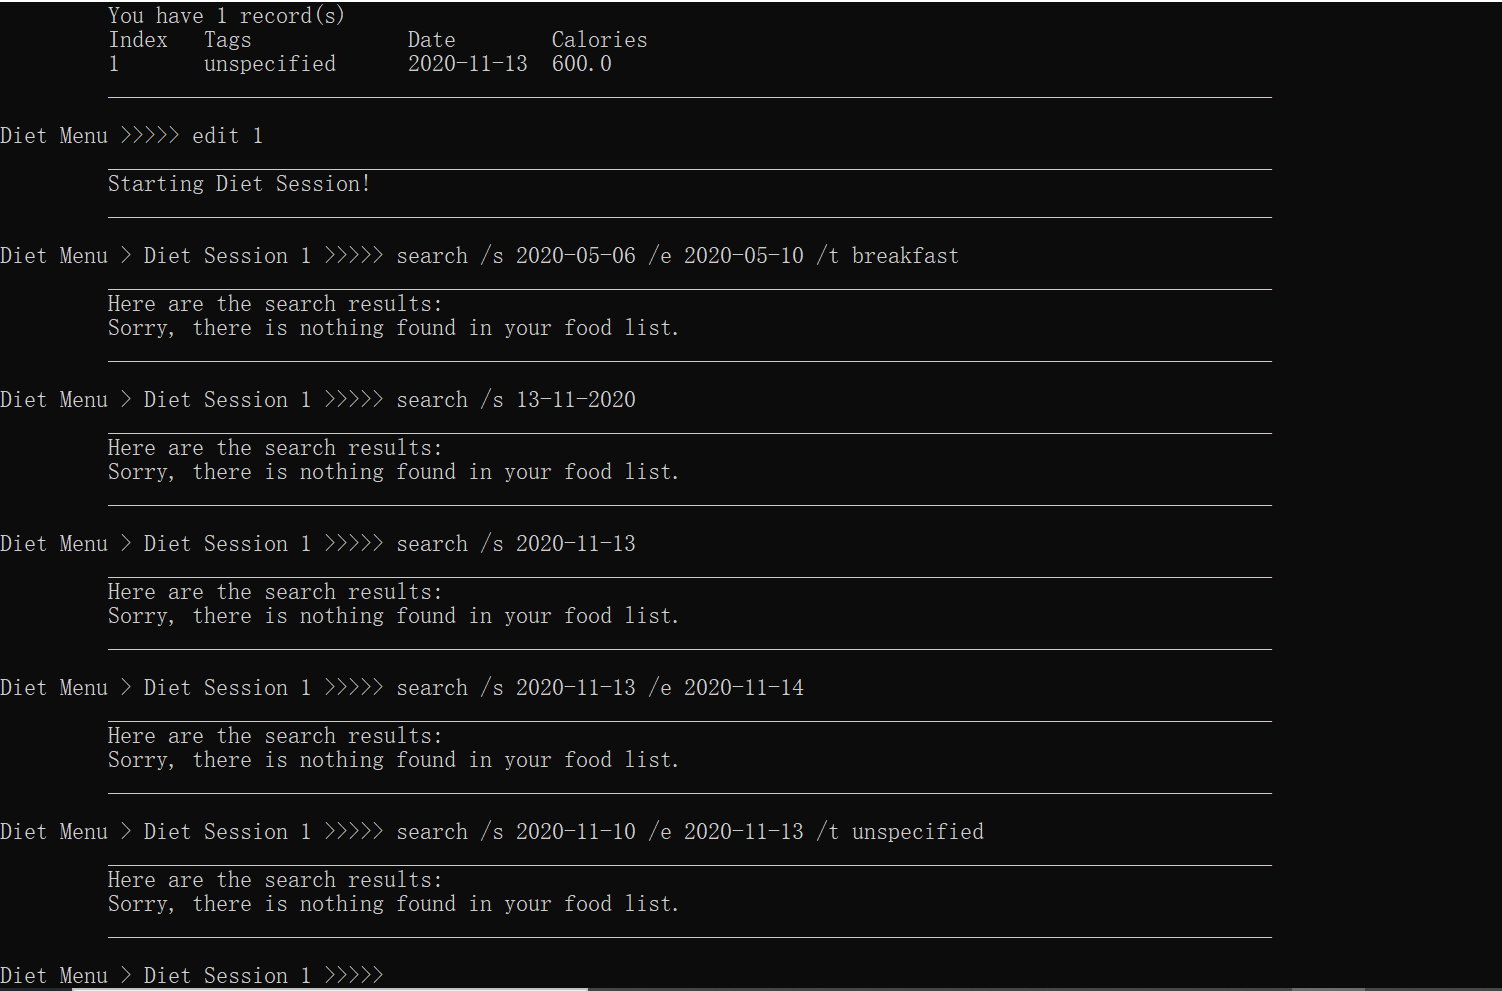 You have 1 record(s)
Index Tags Date Calories
1 unspecified 2020-11-13 600.0
Diet Menu >>>>> edit 1
Starting Diet Session!
Diet Menu > Diet Session 1 >>>>> search /s 2020-05-06 /e 2020-05-10 /t breakfast
Here are the search results:
Sorry, there is nothing found in your food list.
Diet Menu > Diet Session 1 >>>>> search /s 13-11-2020
Here are the search results:
Sorry, there is nothing found in your food list.
Diet Menu > Diet Session 1 >>>>> search /s 2020-11-13
Here are the search results:
Sorry, there is nothing found in your food list.
Diet Menu > Diet Session 1 >>>>> search /s 2020-11-13 /e 2020-11-14
Here are the search results:
Sorry, there is nothing found in your food list.
Diet Menu > Diet Session 1 >>>>> search /s 2020-11-10 /e 2020-11-13 /t unspecified
Here are the search results:
Sorry, there is nothing found in your food list.
Diet Menu > Diet Session 1 >>>>>